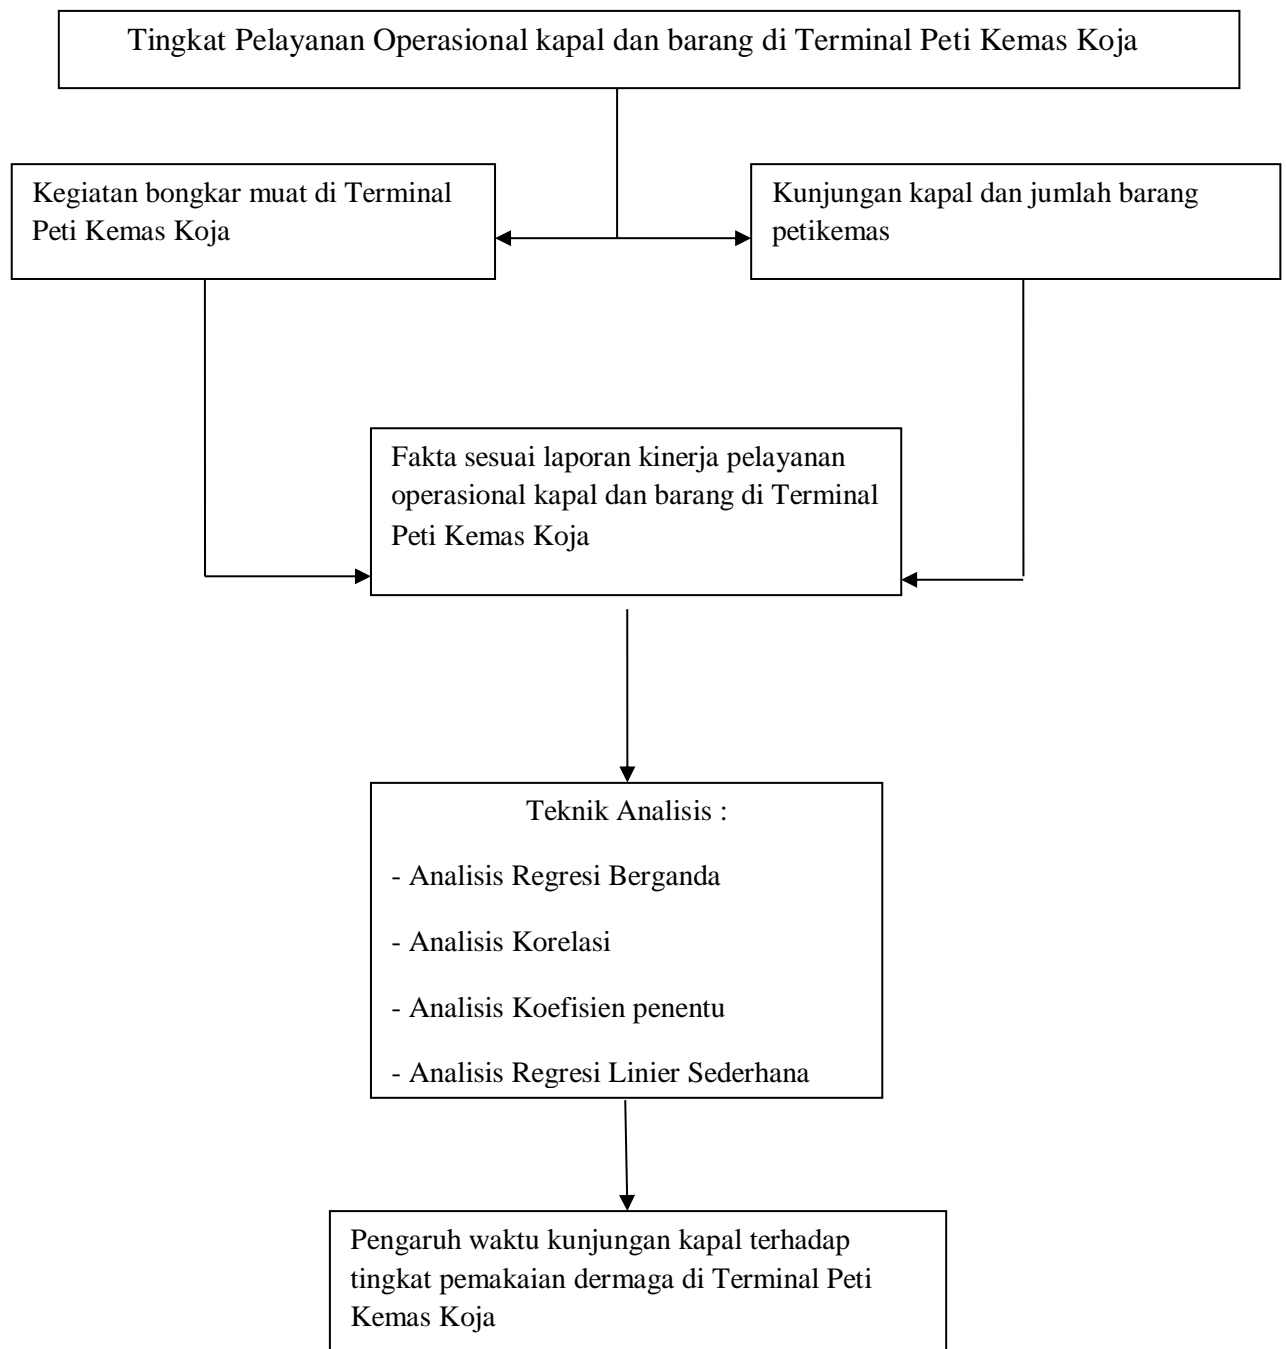 Tingkat Pelayanan Operasional kapal dan barang di Terminal Peti Kemas Koja
Kegiatan bongkar muat di Terminal
Peti Kemas Koja
Kunjungan kapal dan jumlah barang
petikemas
Fakta sesuai laporan kinerja pelayanan
operasional kapal dan barang di Terminal
Peti Kemas Koja
Teknik Analisis :
- Analisis Regresi Berganda
- Analisis Korelasi
- Analisis Koefisien penentu
- Analisis Regresi Linier Sederhana
Pengaruh waktu kunjungan kapal terhadap
tingkat pemakaian dermaga di Terminal Peti
Kemas Koja